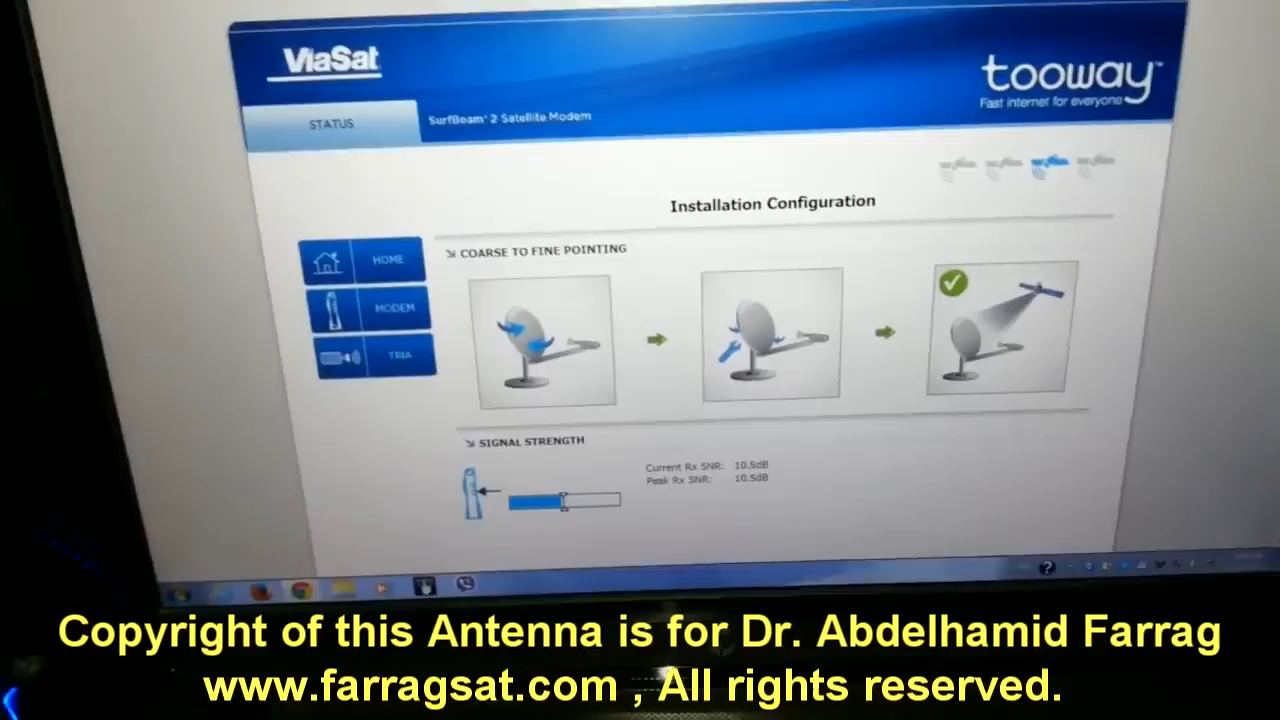 ViaSat
tooway™
Fast internet for everyone
STATUS
SurfBeam® 2 Satellite Modem
Installation Configuration
HOME
MODEM
TRIA
COARSE TO FINE POINTING
SIGNAL STRENGTH
Current Rx SNR: 10.5dB
Peak Rx SNR: 10.5dB
Copyright of this Antenna is for Dr. Abdelhamid Farrag
www.farragsat.com , All rights reserved.